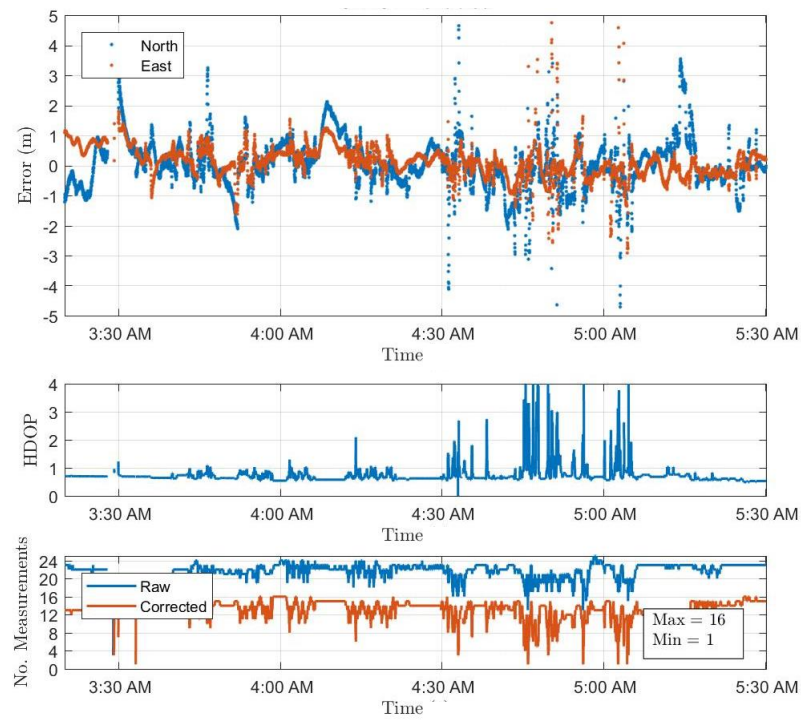 5
4
3
2
1
0
-1
-2
-3
-4
-5
Error (m)
North
East
3:30 AM 4:00 AM 4:30 AM 5:00 AM 5:30 AM
Time
4
3
2
1
0
HDOP
3:30 AM 4:00 AM 4:30 AM 5:00 AM 5:30 AM
Time
24
20
16
12
8
4
0
No. Measurements
Raw
Corrected
Max = 16
Min = 1
3:30 AM 4:00 AM 4:30 AM 5:00 AM 5:30 AM
Time